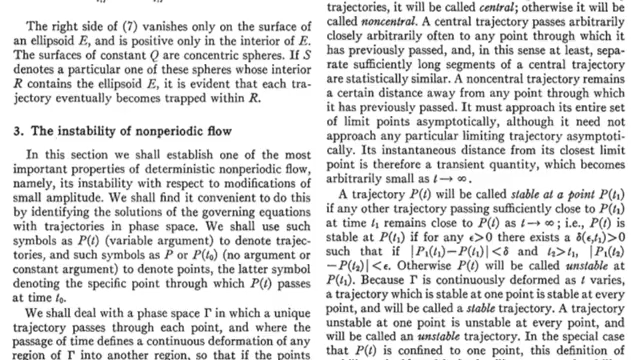 The right side of (7) vanishes only on the surface of
an ellipsoid E, and is positive only in the interior of E.
The surfaces of constant Q are concentric spheres. If S
denotes a particular one of these spheres whose interior
R contains the ellipsoid E, it is evident that each tra-
jectory eventually becomes trapped within R.
3. The instability of nonperiodic flow
In this section we shall establish one of the most
important properties of deterministic nonperiodic flow,
namely, its instability with respect to modifications of
small amplitude. We shall find it convenient to do this
by identifying the solutions of the governing equations
with trajectories in phase space. We shall use such
symbols as P(t) (variable argument) to denote trajec-
tories, and such symbols as P or P(t₀) (no argument or
constant argument) to denote points, the latter symbol
denoting the specific point through which P(t) passes
at time t₀.
We shall deal with a phase space Γ in which a unique
trajectory passes through each point, and where the
passage of time defines a continuous deformation of any
region of Γ into another region, so that if the points
trajectories, it will be called central; otherwise it will be
called noncentral. A central trajectory passes arbitrarily
closely arbitrarily often to any point through which it
has previously passed, and, in this sense at least, sepa-
rate sufficiently long segments of a central trajectory
are statistically similar. A noncentral trajectory remains
a certain distance away from any point through which
it has previously passed. It must approach its entire set
of limit points asymptotically, although it need not
approach any particular limiting trajectory asymptoti-
cally. Its instantaneous distance from its closest limit
point is therefore a transient quantity, which becomes
arbitrarily small as t→∞.
A trajectory P(t) will be called stable at a point P(t₁)
if any other trajectory passing sufficiently close to P(t₁)
at time t₁ remains close to P(t) as t→∞; i.e., P(t) is
stable at P(t₁) if for any ε>0 there exists a δ(ε,t₁)>0
such that if |P₁(t₁)−P(t₁)|<δ and t₂>t₁, |P₁(t₂)
−P(t₂)|<ε. Otherwise P(t) will be called unstable at
P(t₁). Because Γ is continuously deformed as t varies,
a trajectory which is stable at one point is stable at every
point, and will be called a stable trajectory. A trajectory
unstable at one point is unstable at every point, and
will be called an unstable trajectory. In the special case
that P(t) is confined to one point, this definition of